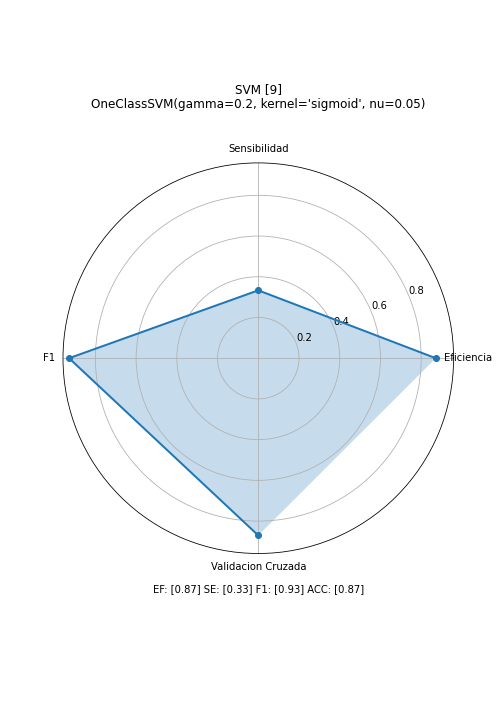 SVM [9]
OneClassSVM(gamma=0.2, kernel='sigmoid', nu=0.05)
Sensibilidad
0.8
0.6
0.4
0.2
F1
Eficiencia
Validacion Cruzada
EF: [0.87] SE: [0.33] F1: [0.93] ACC: [0.87]